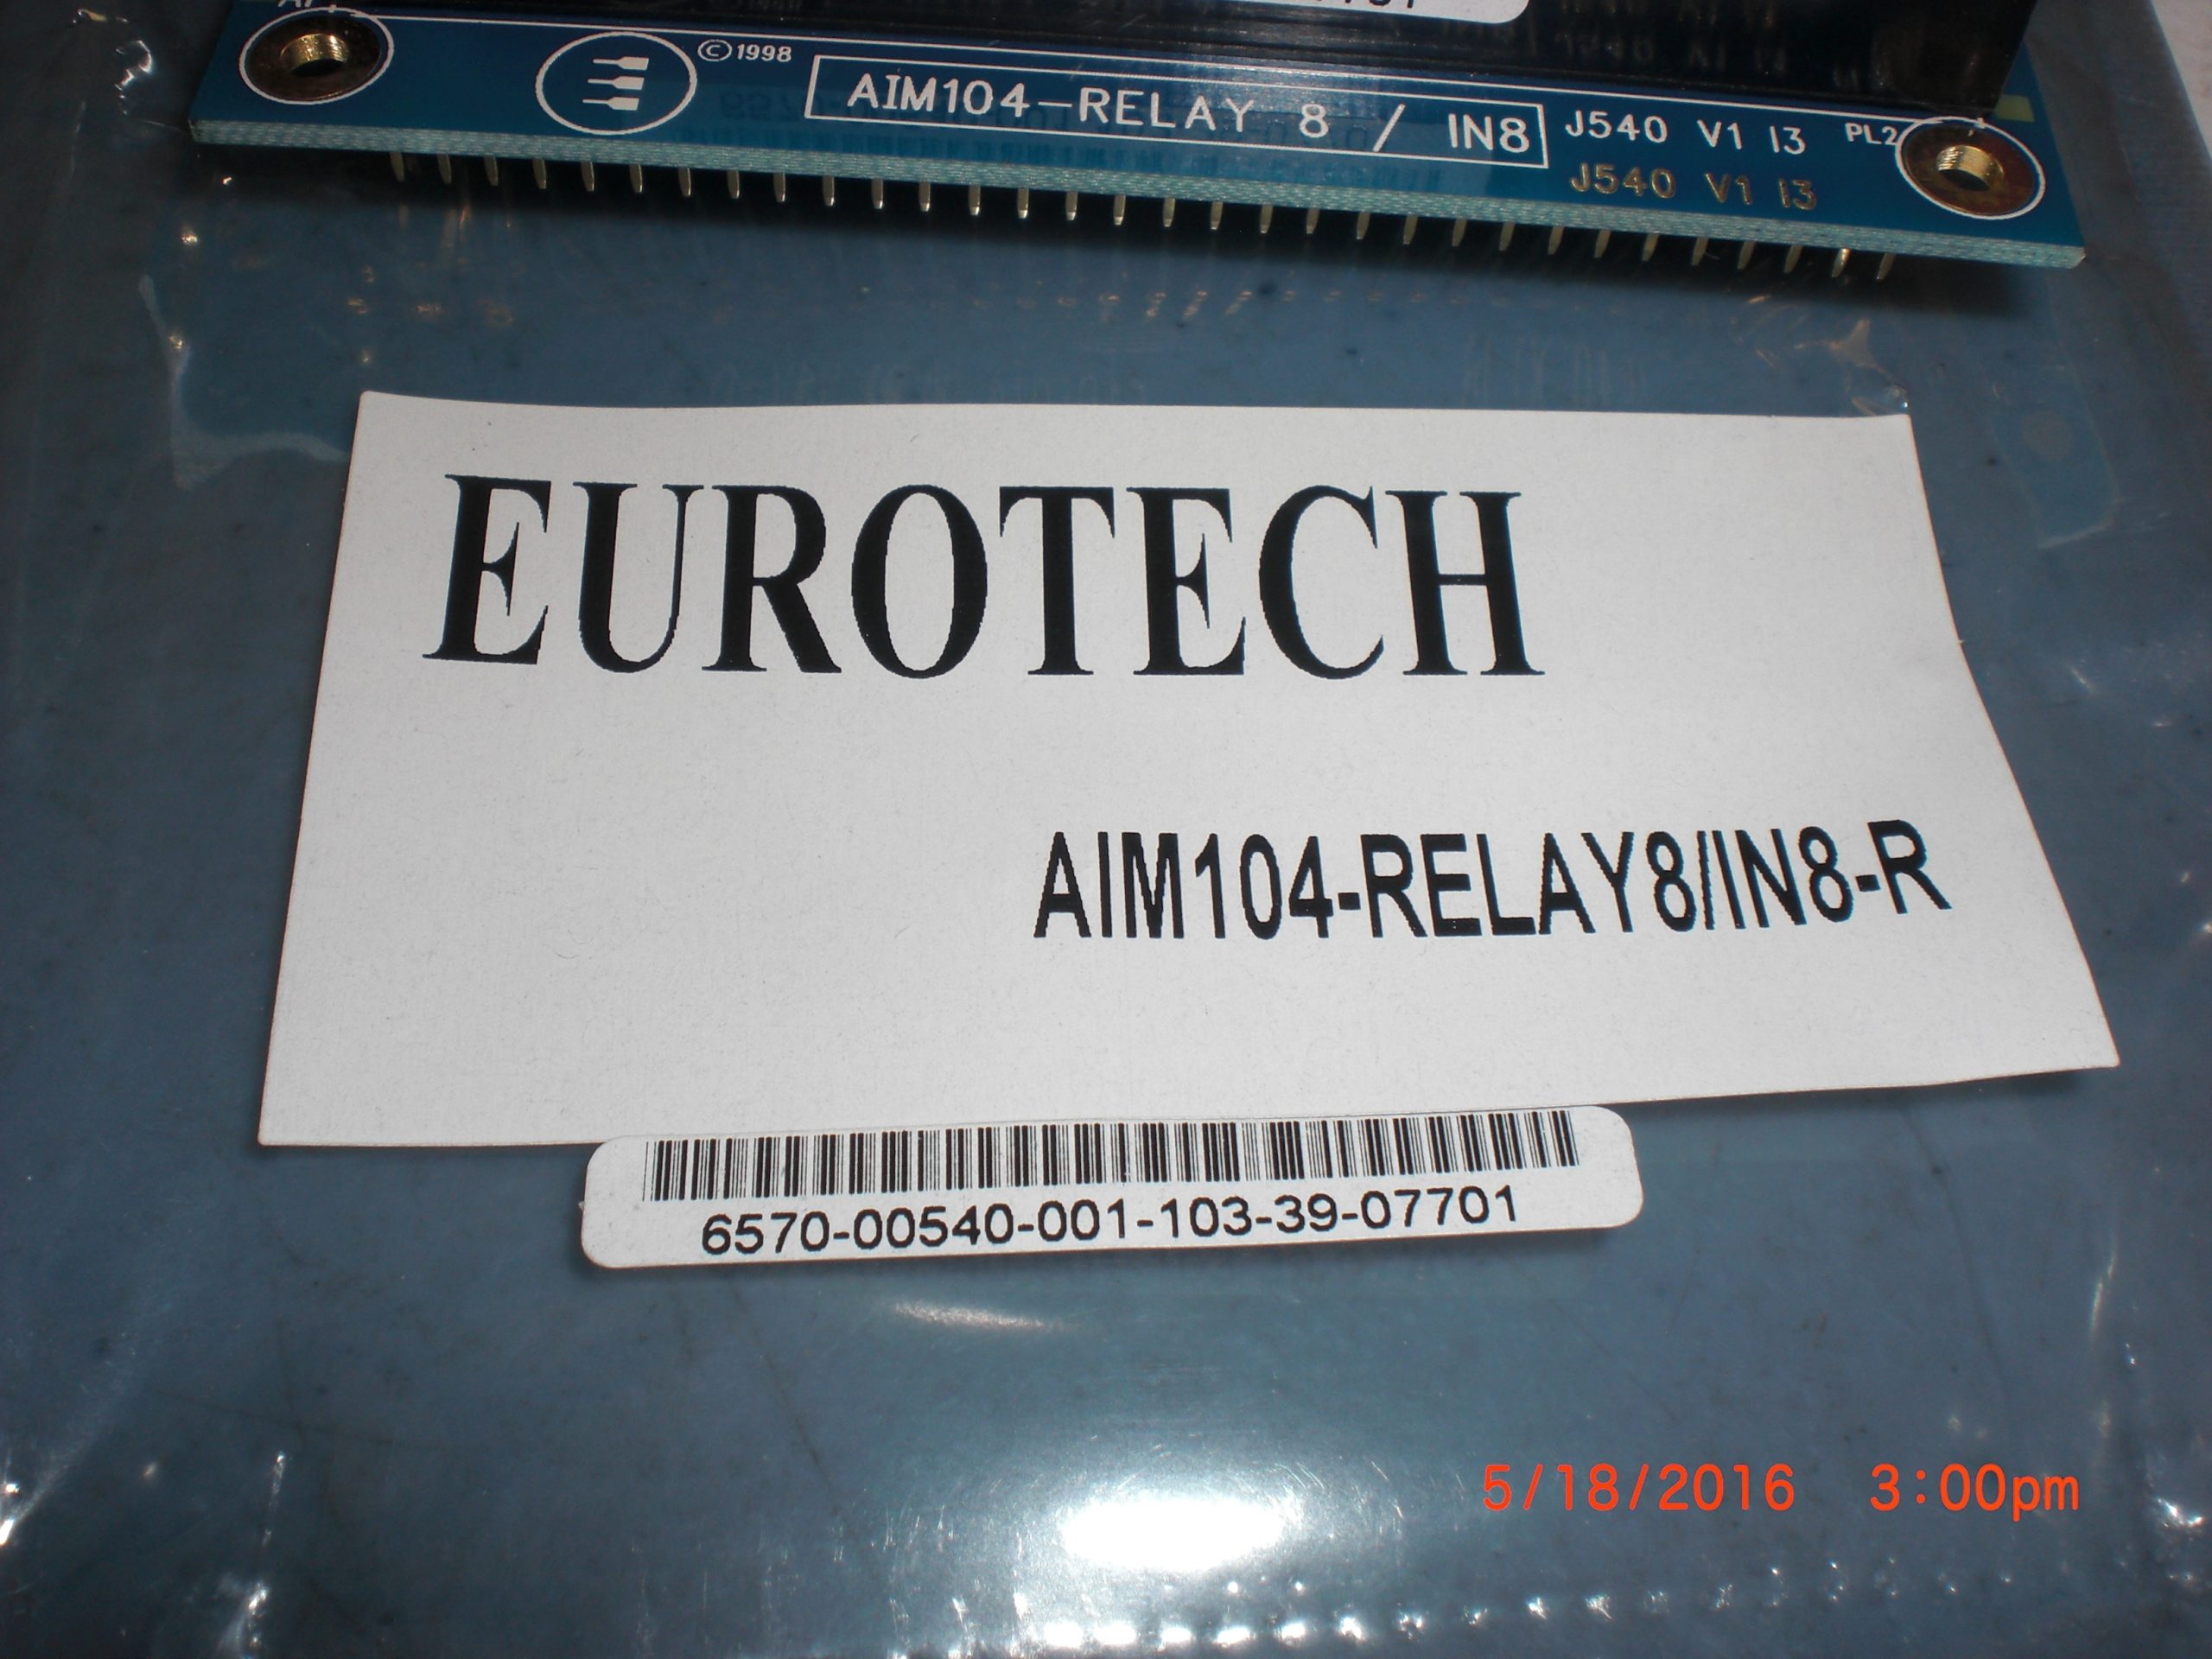 ©1998
AIM104-RELAY 8 / IN8
J540 V1 I3 PL2
J540 V1 I3
EUROTECH
AIM104-RELAY8/IN8-R
6570-00540-001-103-39-07701
5/18/2016 3:00pm